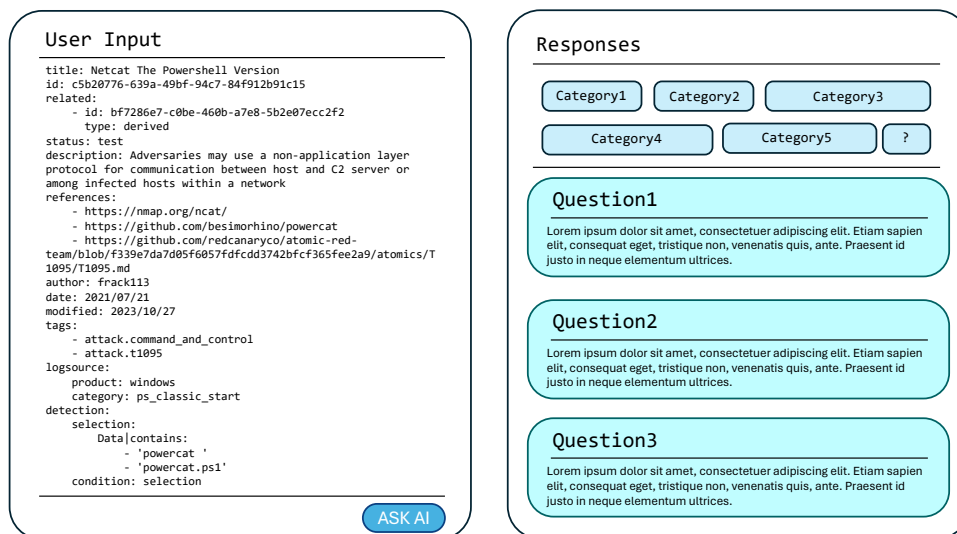 User Input
title: Netcat The Powershell Version
id: c5b20776-639a-49bf-94c7-84f912b91c15
related:
    - id: bf7286e7-c0be-460b-a7e8-5b2e07ecc2f2
      type: derived
status: test
description: Adversaries may use a non-application layer
protocol for communication between host and C2 server or
among infected hosts within a network
references:
    - https://nmap.org/ncat/
    - https://github.com/besimorhino/powercat
    - https://github.com/redcanaryco/atomic-red-
team/blob/f339e7da7d05f6057fdfcdd3742bfcf365fee2a9/atomics/T
1095/T1095.md
author: frack113
date: 2021/07/21
modified: 2023/10/27
tags:
    - attack.command_and_control
    - attack.t1095
logsource:
    product: windows
    category: ps_classic_start
detection:
    selection:
        Data|contains:
            - 'powercat '
            - 'powercat.ps1'
    condition: selection
ASK AI
Responses
Category1 Category2 Category3
Category4 Category5 ?
Question1
Lorem ipsum dolor sit amet, consectetuer adipiscing elit. Etiam sapien
elit, consequat eget, tristique non, venenatis quis, ante. Praesent id
justo in neque elementum ultrices.
Question2
Lorem ipsum dolor sit amet, consectetuer adipiscing elit. Etiam sapien
elit, consequat eget, tristique non, venenatis quis, ante. Praesent id
justo in neque elementum ultrices.
Question3
Lorem ipsum dolor sit amet, consectetuer adipiscing elit. Etiam sapien
elit, consequat eget, tristique non, venenatis quis, ante. Praesent id
justo in neque elementum ultrices.